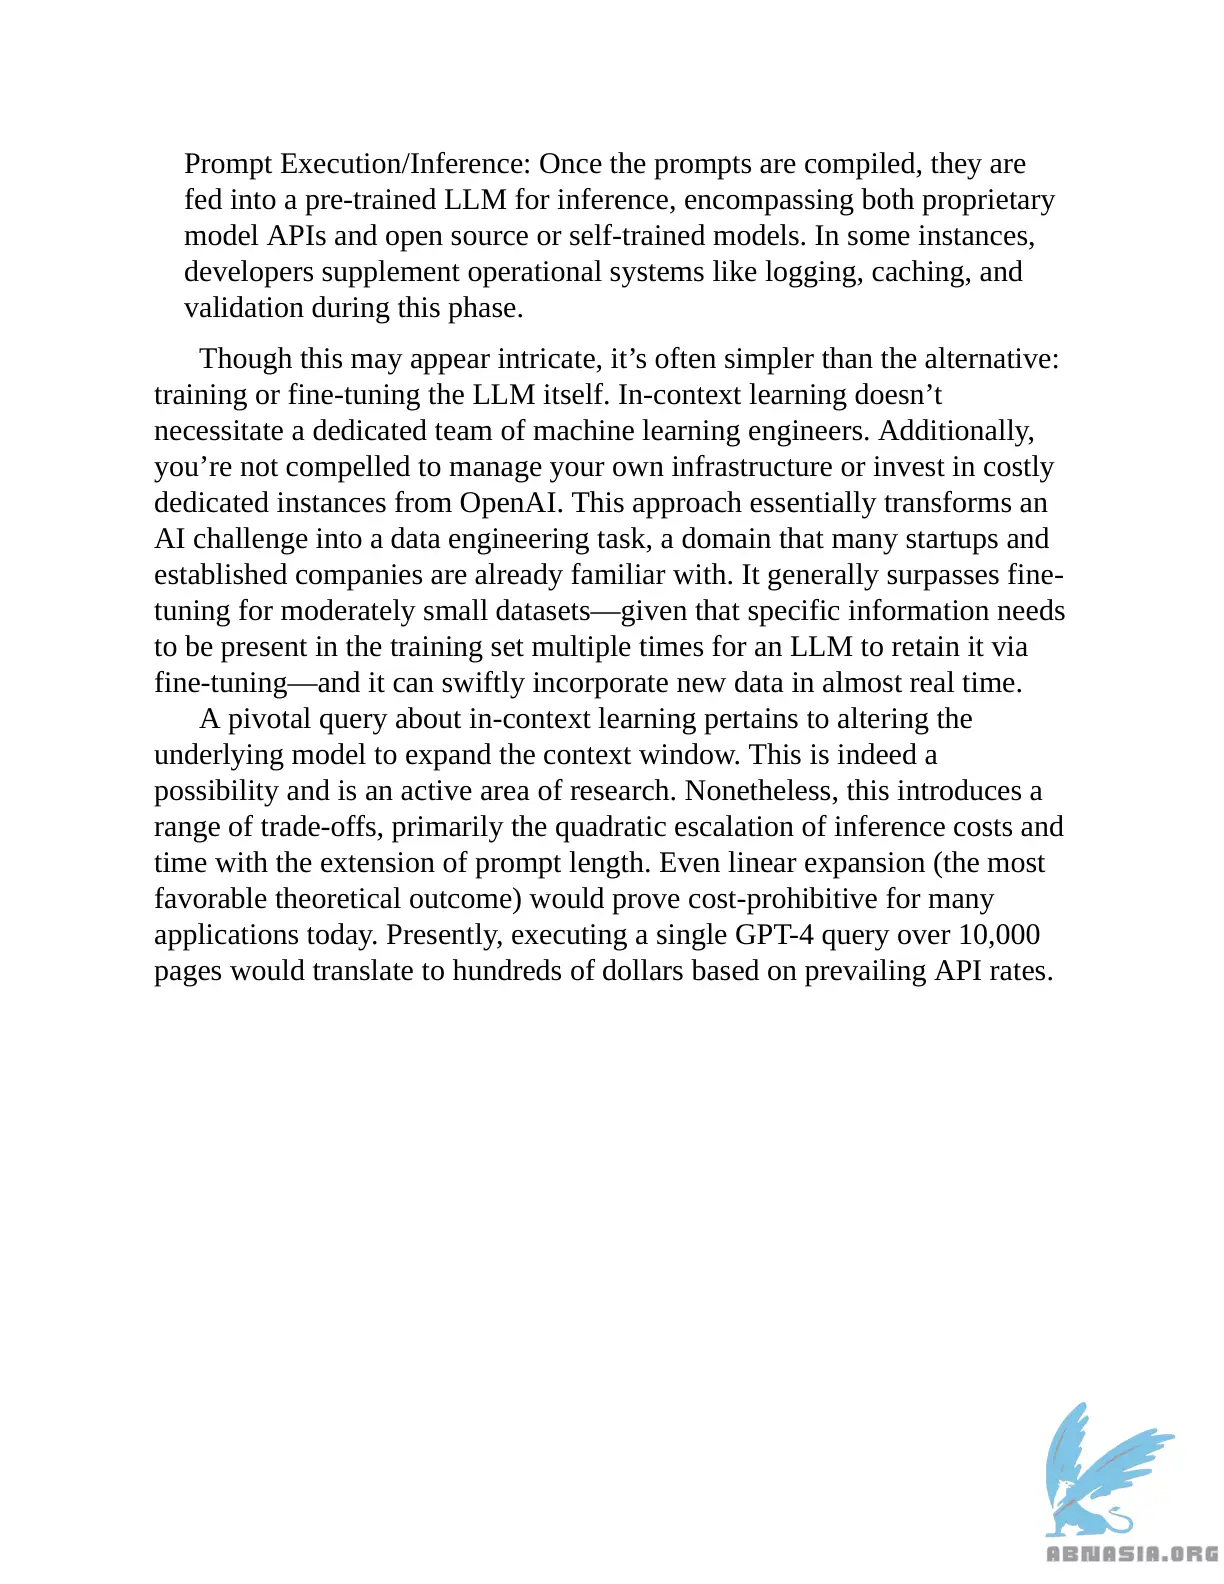 Prompt Execution/Inference: Once the prompts are compiled, they are
fed into a pre-trained LLM for inference, encompassing both proprietary
model APIs and open source or self-trained models. In some instances,
developers supplement operational systems like logging, caching, and
validation during this phase.
Though this may appear intricate, it’s often simpler than the alternative:
training or fine-tuning the LLM itself. In-context learning doesn’t
necessitate a dedicated team of machine learning engineers. Additionally,
you’re not compelled to manage your own infrastructure or invest in costly
dedicated instances from OpenAI. This approach essentially transforms an
AI challenge into a data engineering task, a domain that many startups and
established companies are already familiar with. It generally surpasses fine-
tuning for moderately small datasets—given that specific information needs
to be present in the training set multiple times for an LLM to retain it via
fine-tuning—and it can swiftly incorporate new data in almost real time.
A pivotal query about in-context learning pertains to altering the
underlying model to expand the context window. This is indeed a
possibility and is an active area of research. Nonetheless, this introduces a
range of trade-offs, primarily the quadratic escalation of inference costs and
time with the extension of prompt length. Even linear expansion (the most
favorable theoretical outcome) would prove cost-prohibitive for many
applications today. Presently, executing a single GPT-4 query over 10,000
pages would translate to hundreds of dollars based on prevailing API rates.
ABNASIA.ORG